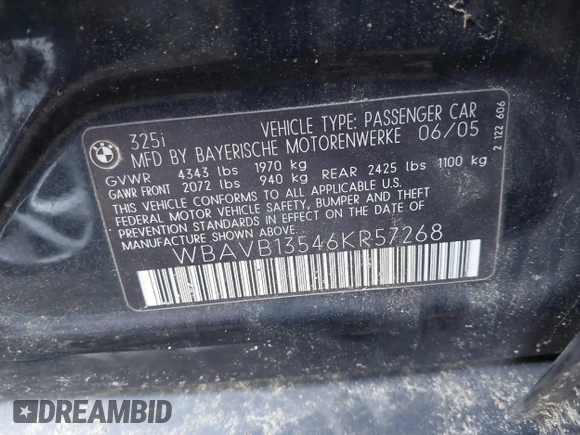 325i VEHICLE TYPE: PASSENGER CAR
MFD BY BAYERISCHE MOTORENWERKE 06/05
GVWR 4343 lbs 1970 kg
GAWR FRONT 2072 lbs 940 kg REAR 2425 lbs 1100 kg
THIS VEHICLE CONFORMS TO ALL APPLICABLE U.S.
FEDERAL MOTOR VEHICLE SAFETY, BUMPER AND THEFT
PREVENTION STANDARDS IN EFFECT ON THE DATE OF
MANUFACTURE SHOWN ABOVE.
WBAVB13546KR57268
2 122 606
BMW
DREAMBID